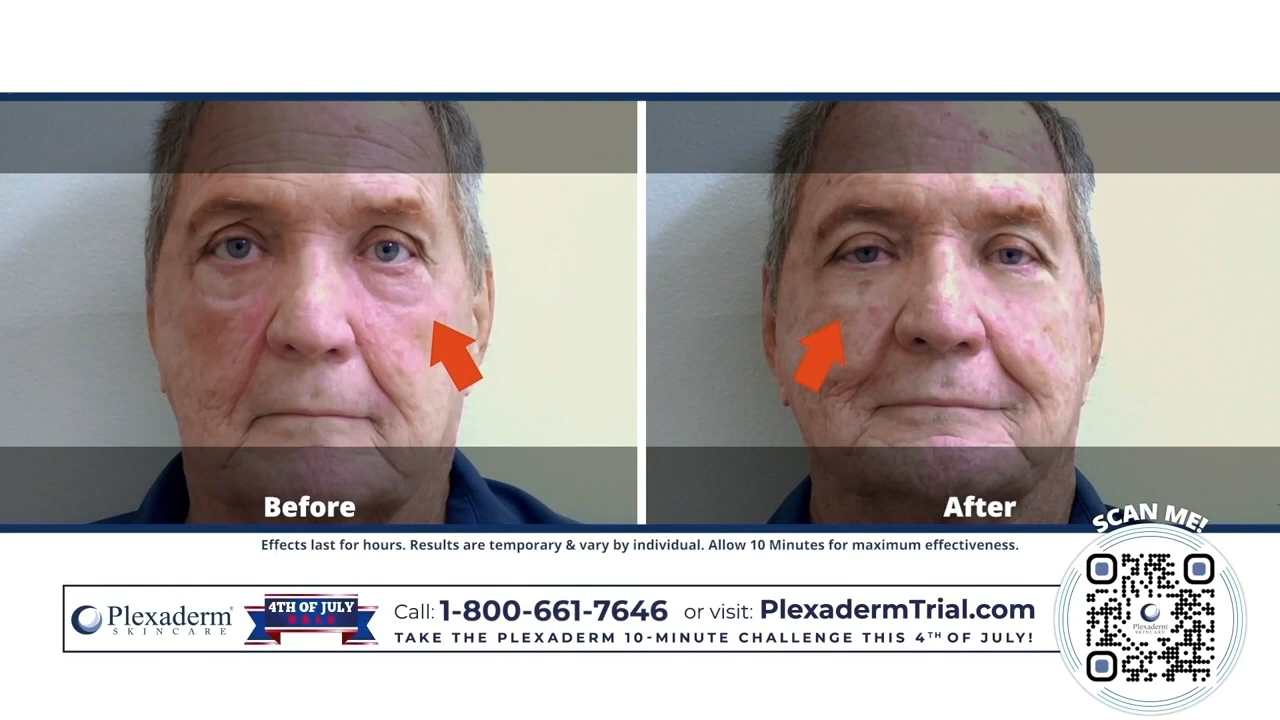 Before
After
SCAN ME!
Effects last for hours. Results are temporary & vary by individual. Allow 10 Minutes for maximum effectiveness.
Plexaderm®
SKINCARE
4TH OF JULY
SALE
Call: 1-800-661-7646 or visit: PlexadermTrial.com
TAKE THE PLEXADERM 10-MINUTE CHALLENGE THIS 4TH OF JULY!
Plexaderm
SKINCARE